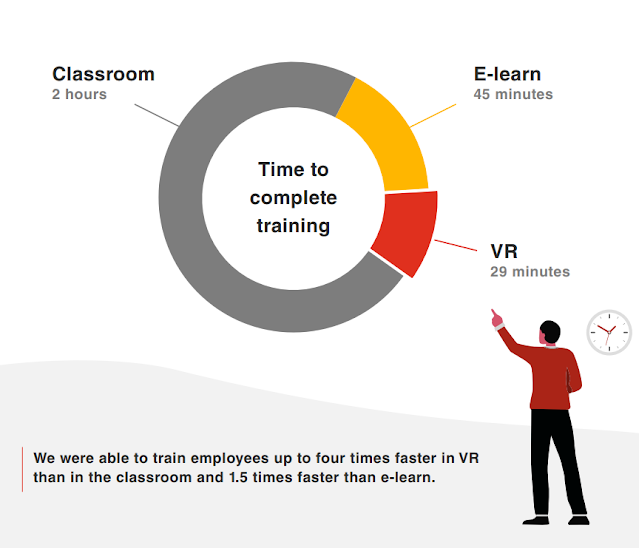 Classroom
2 hours
E-learn
45 minutes
Time to
complete
training
VR
29 minutes
We were able to train employees up to four times faster in VR
than in the classroom and 1.5 times faster than e-learn.